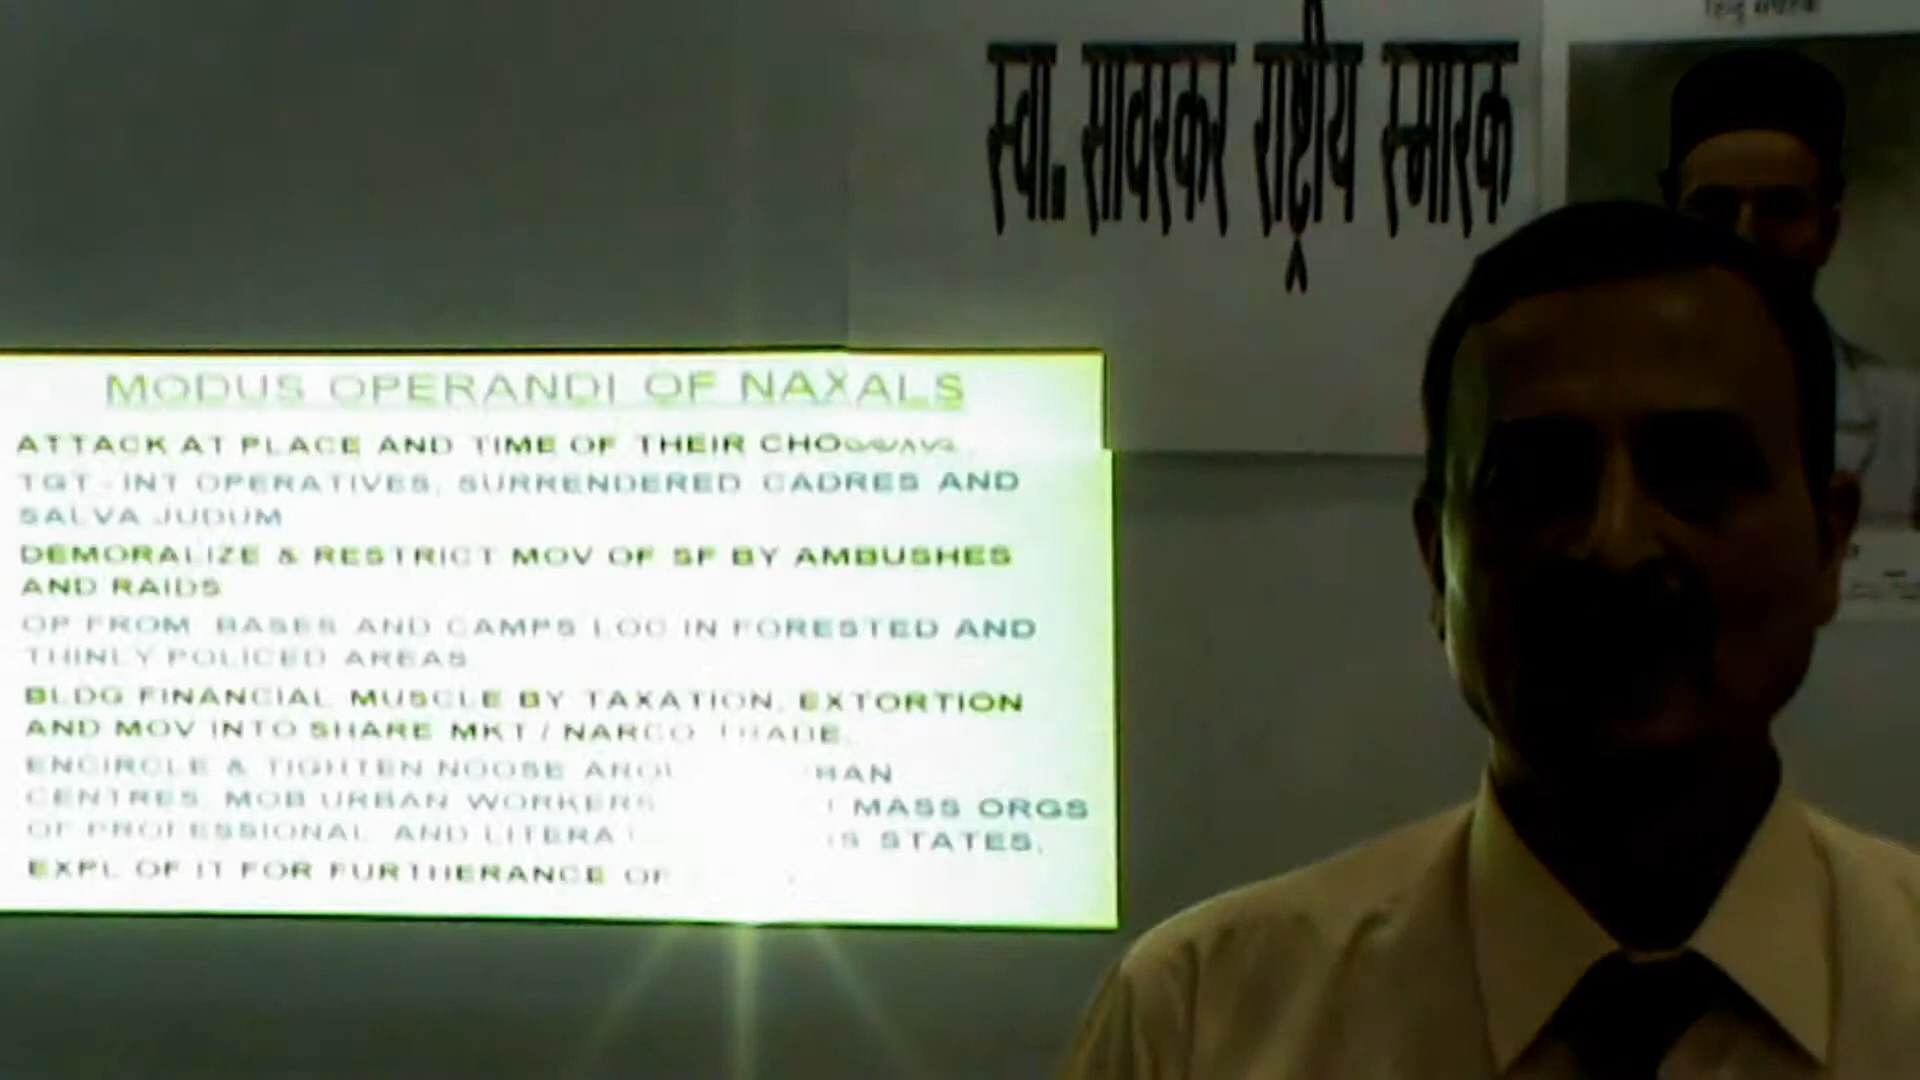 स्वा. सावरकर राष्ट्रीय स्मारक
MODUS OPERANDI OF NAXALS
ATTACK AT PLACE AND TIME OF THEIR
TGT - INT OPERATIVES, SURRENDERED CADRES AND
SALVA JUDUM
DEMORALIZE & RESTRICT MOV OF SF BY AMBUSHES
AND RAIDS
OP FROM BASES AND CAMPS LOC IN FORESTED AND
THINLY POLICED AREAS
BLDG FINANCIAL MUSCLE BY TAXATION, EXTORTION
AND MOV INTO SHARE MKT / NARCO TRADE.
ENCIRCLE & TIGHTEN NOOSE
CENTRES, MOB URBAN WORKERS MASS ORGS
OF PROFESSIONAL AND STATES.
EXPL OF IT FOR FURTHERANCE OF